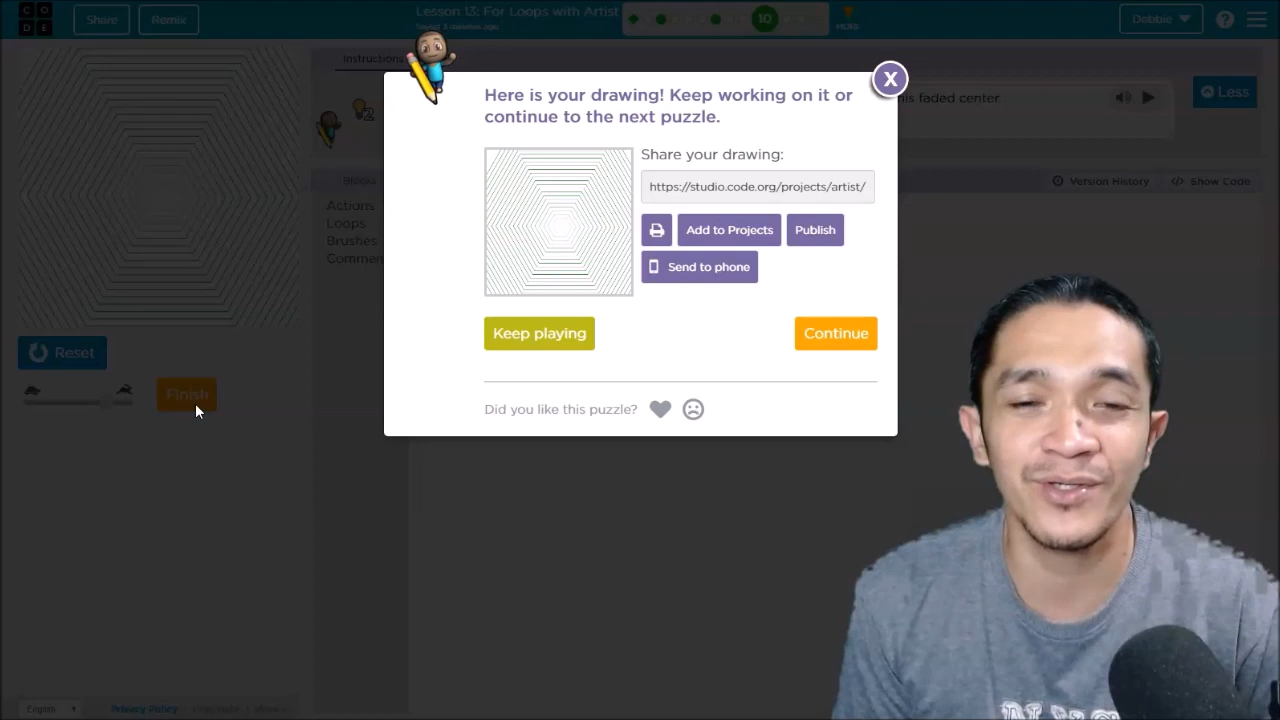 C O
D E
Share
Remix
Lesson 13: For Loops with Artist
10
Debbie
Instructions
Here is your drawing! Keep working on it or
continue to the next puzzle.
X
2
his faded center
Less
Share your drawing:
https://studio.code.org/projects/artist/
Blocks
Version History
Show Code
Actions
Loops
Brushes
Add to Projects
Publish
Send to phone
Keep playing
Continue
Reset
Finish
Did you like this puzzle?
English
Privacy Policy